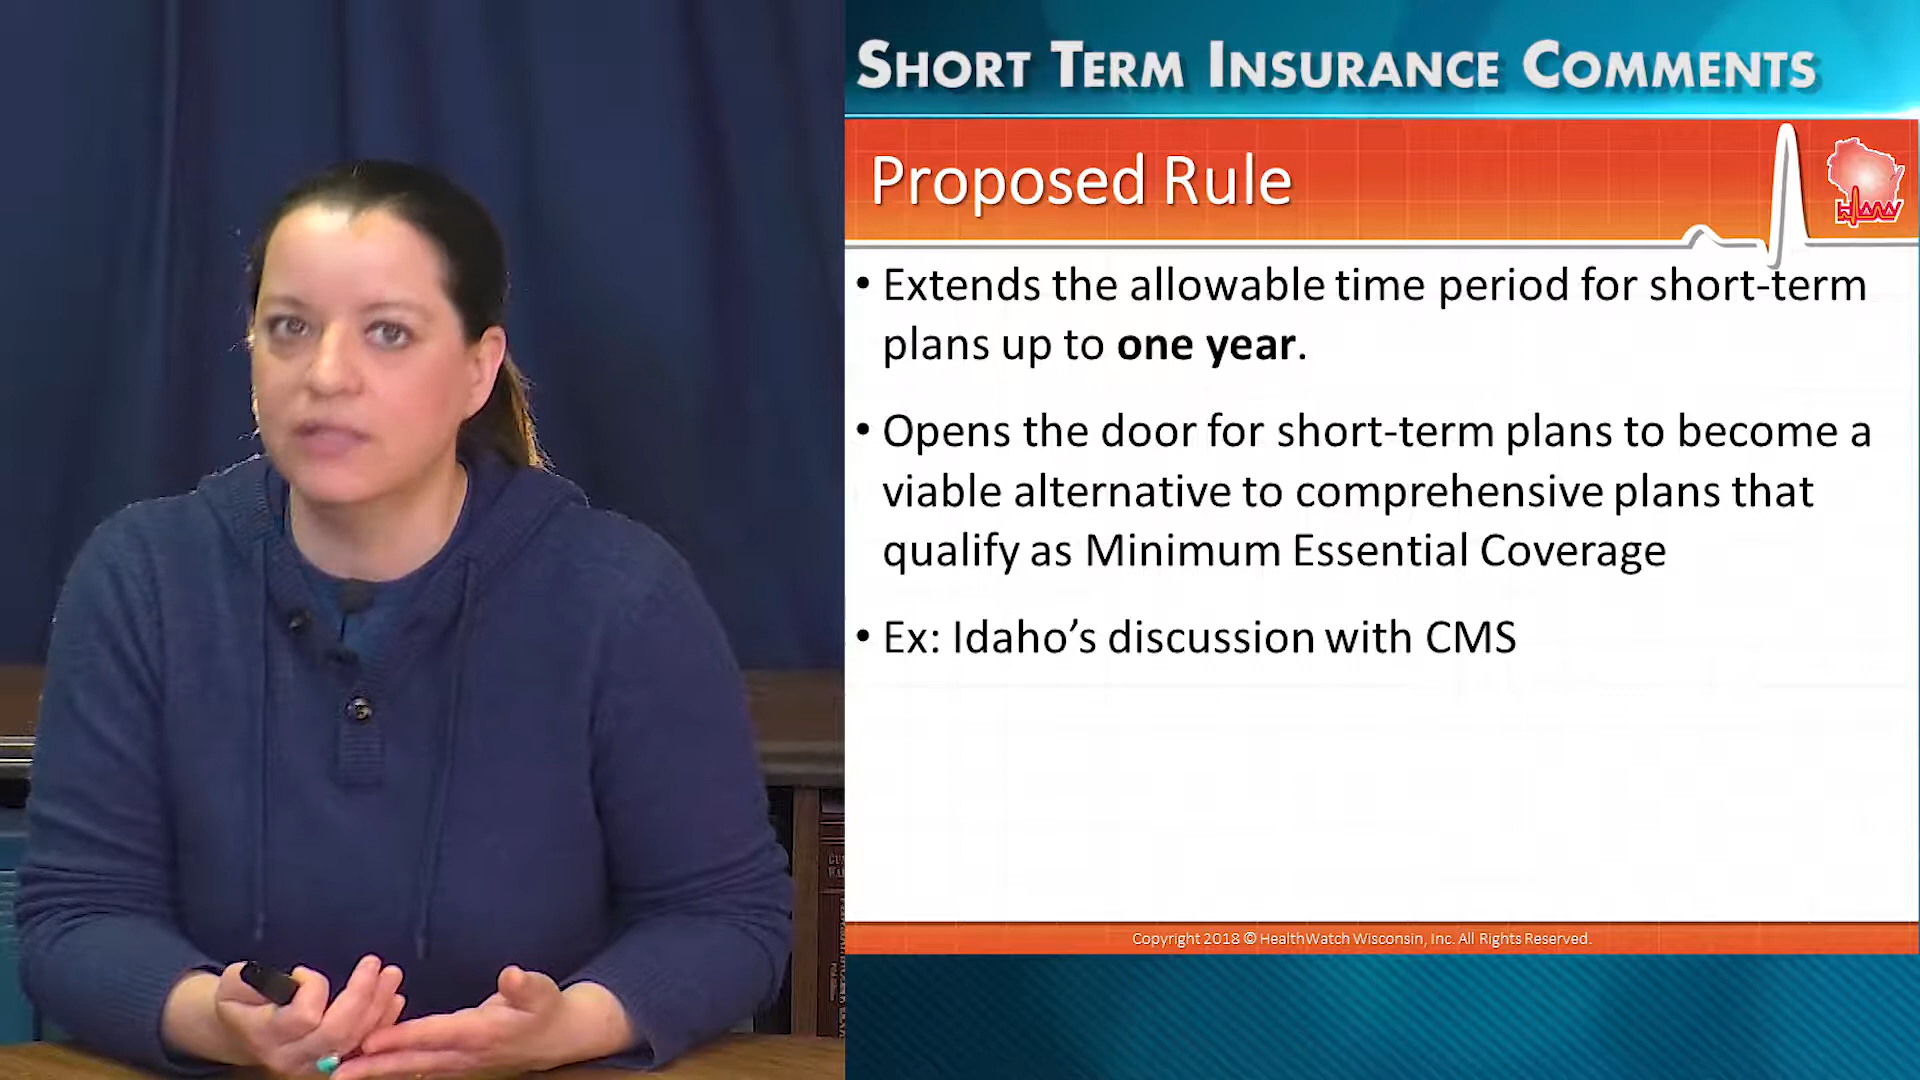 SHORT TERM INSURANCE COMMENTS
Proposed Rule
HWW
• Extends the allowable time period for short-term
plans up to one year.
• Opens the door for short-term plans to become a
viable alternative to comprehensive plans that
qualify as Minimum Essential Coverage
• Ex: Idaho’s discussion with CMS
Copyright 2018 © HealthWatch Wisconsin, Inc. All Rights Reserved.